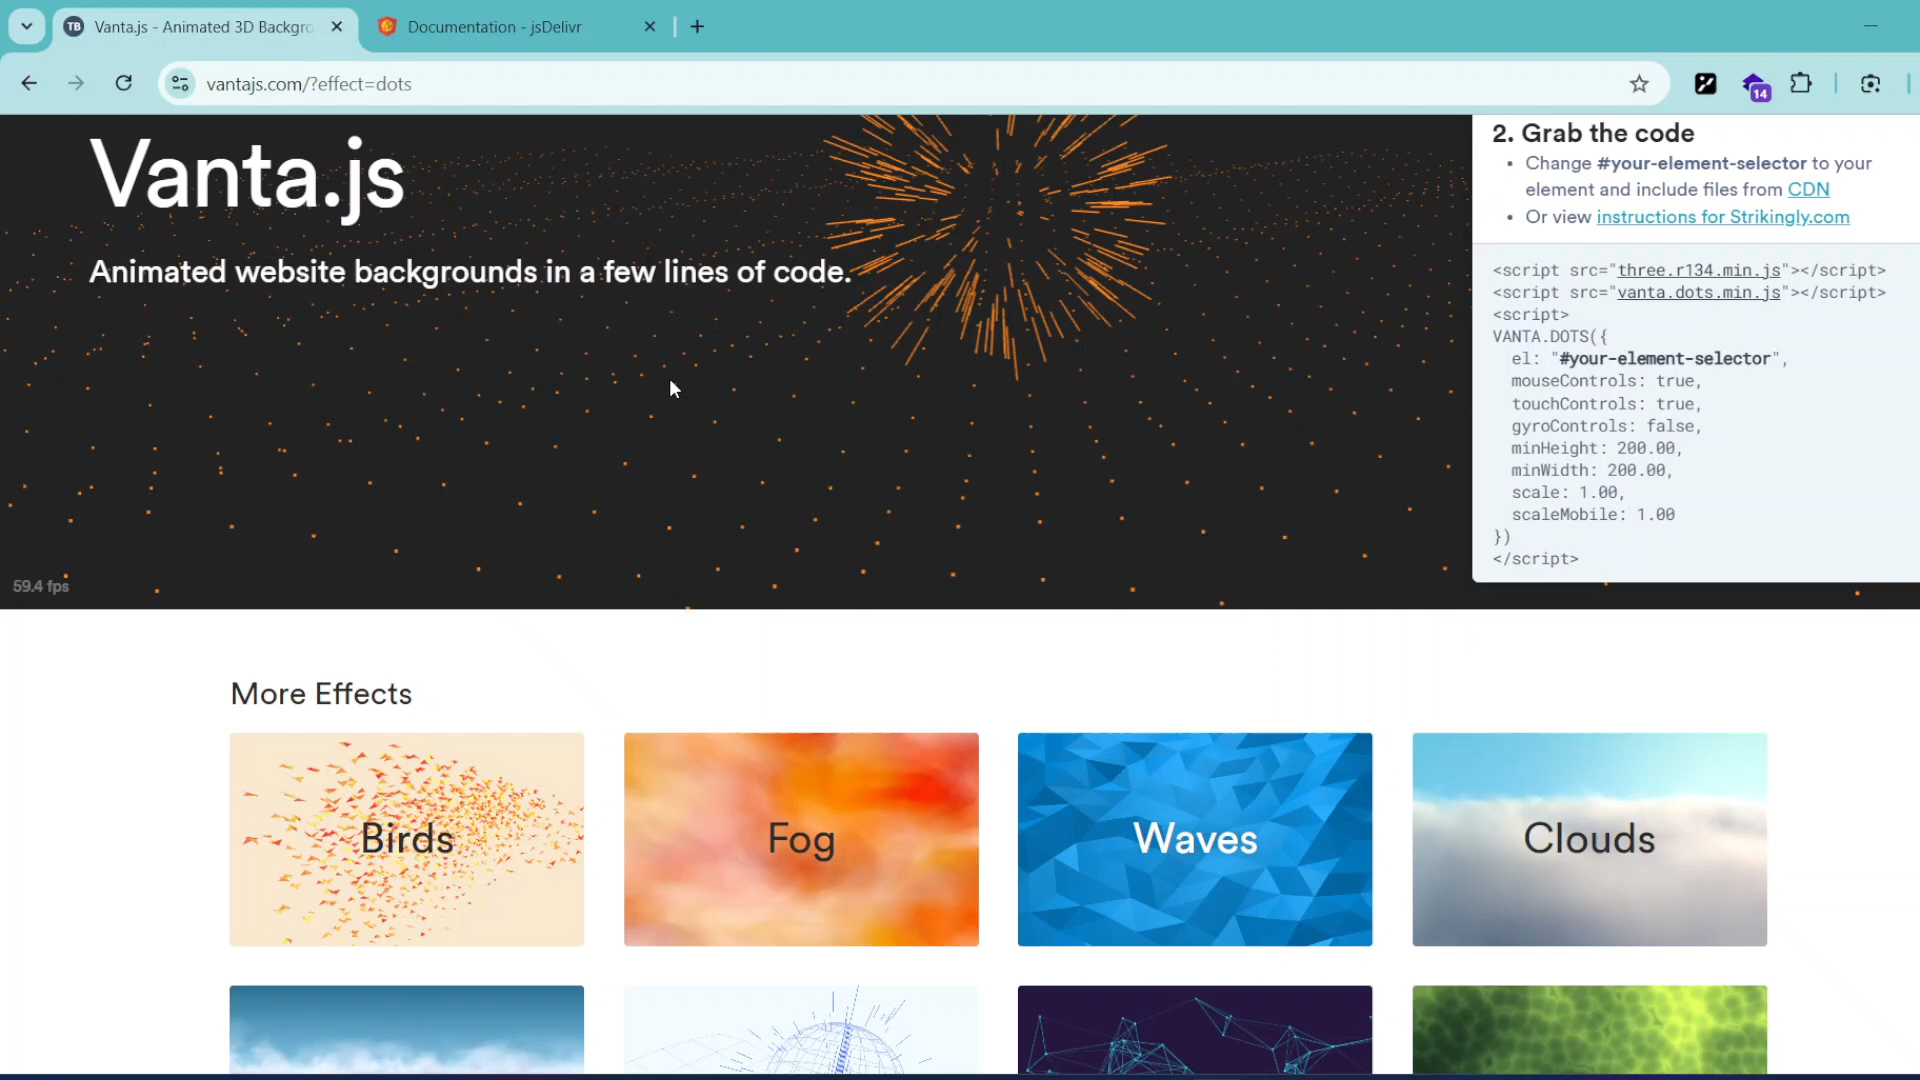 Vanta.js - Animated 3D Backgro
Documentation - jsDelivr
vantajs.com/?effect=dots
14
Vanta.js
Animated website backgrounds in a few lines of code.
59.4 fps
2. Grab the code
• Change #your-element-selector to your
element and include files from CDN
• Or view instructions for Strikingly.com
<script src="three.r134.min.js"></script>
<script src="vanta.dots.min.js"></script>
<script>
VANTA.DOTS({
el: "#your-element-selector",
mouseControls: true,
touchControls: true,
gyroControls: false,
minHeight: 200.00,
minWidth: 200.00,
scale: 1.00,
scaleMobile: 1.00
})
</script>
More Effects
Birds
Fog
Waves
Clouds